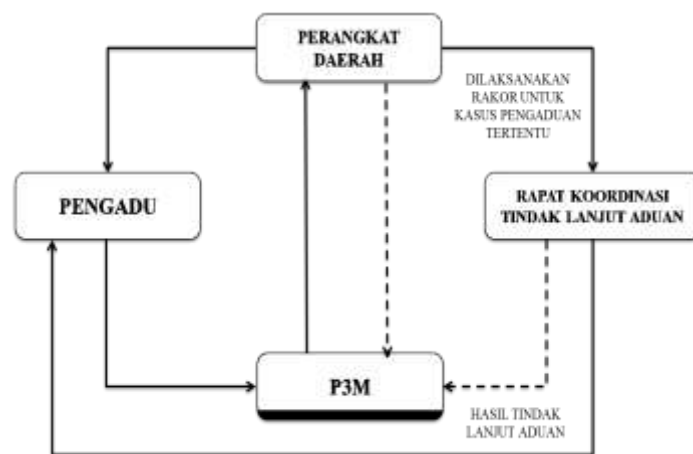 PERANGKAT
DAERAH
DILAKSANAKAN
RAKOR UNTUK
KASUS PENGADUAN
TERTENTU
PENGADU
RAPAT KOORDINASI
TINDAK LANJUT ADUAN
P3M
HASIL TINDAK
LANJUT ADUAN